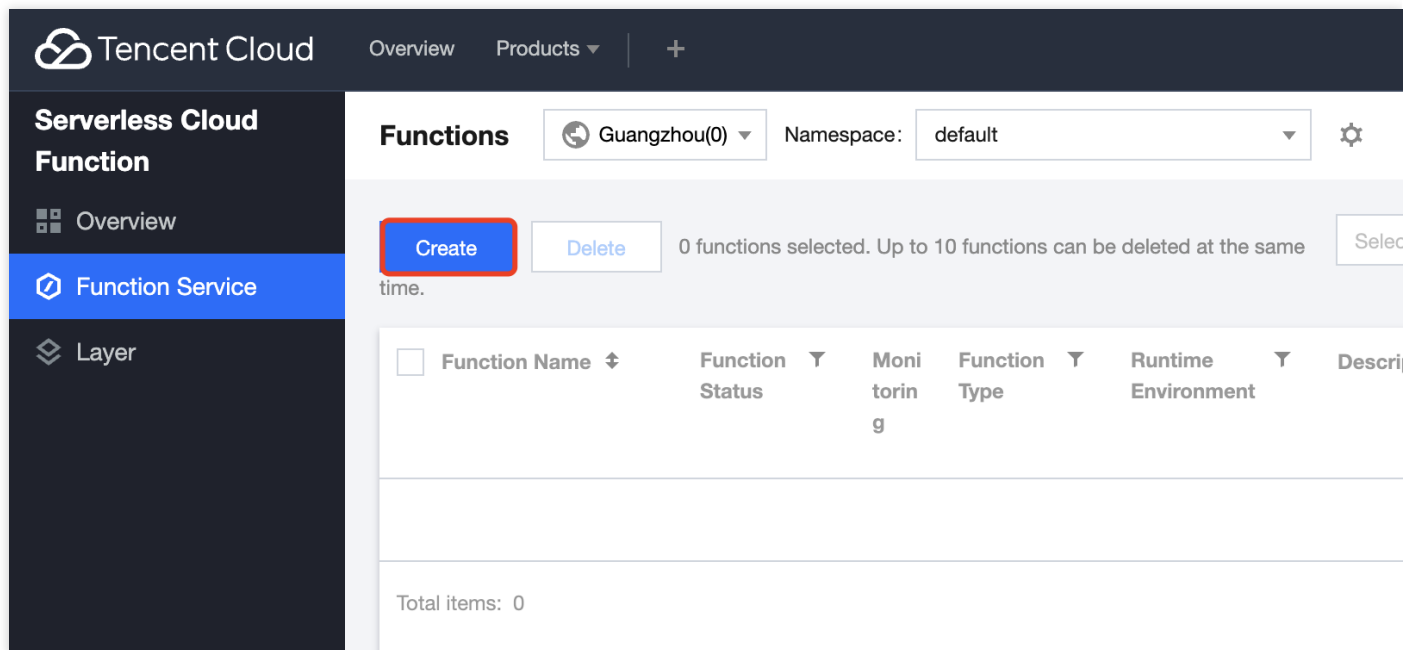 Tencent Cloud Overview Products +
Serverless Cloud
Function
Overview
Function Service
Layer
Functions Guangzhou(0) Namespace: default
Create Delete 0 functions selected. Up to 10 functions can be deleted at the same
time.
Selec
Function Name Function Moni Function Runtime Descrip
Status torin Type Environment
g
Total items: 0